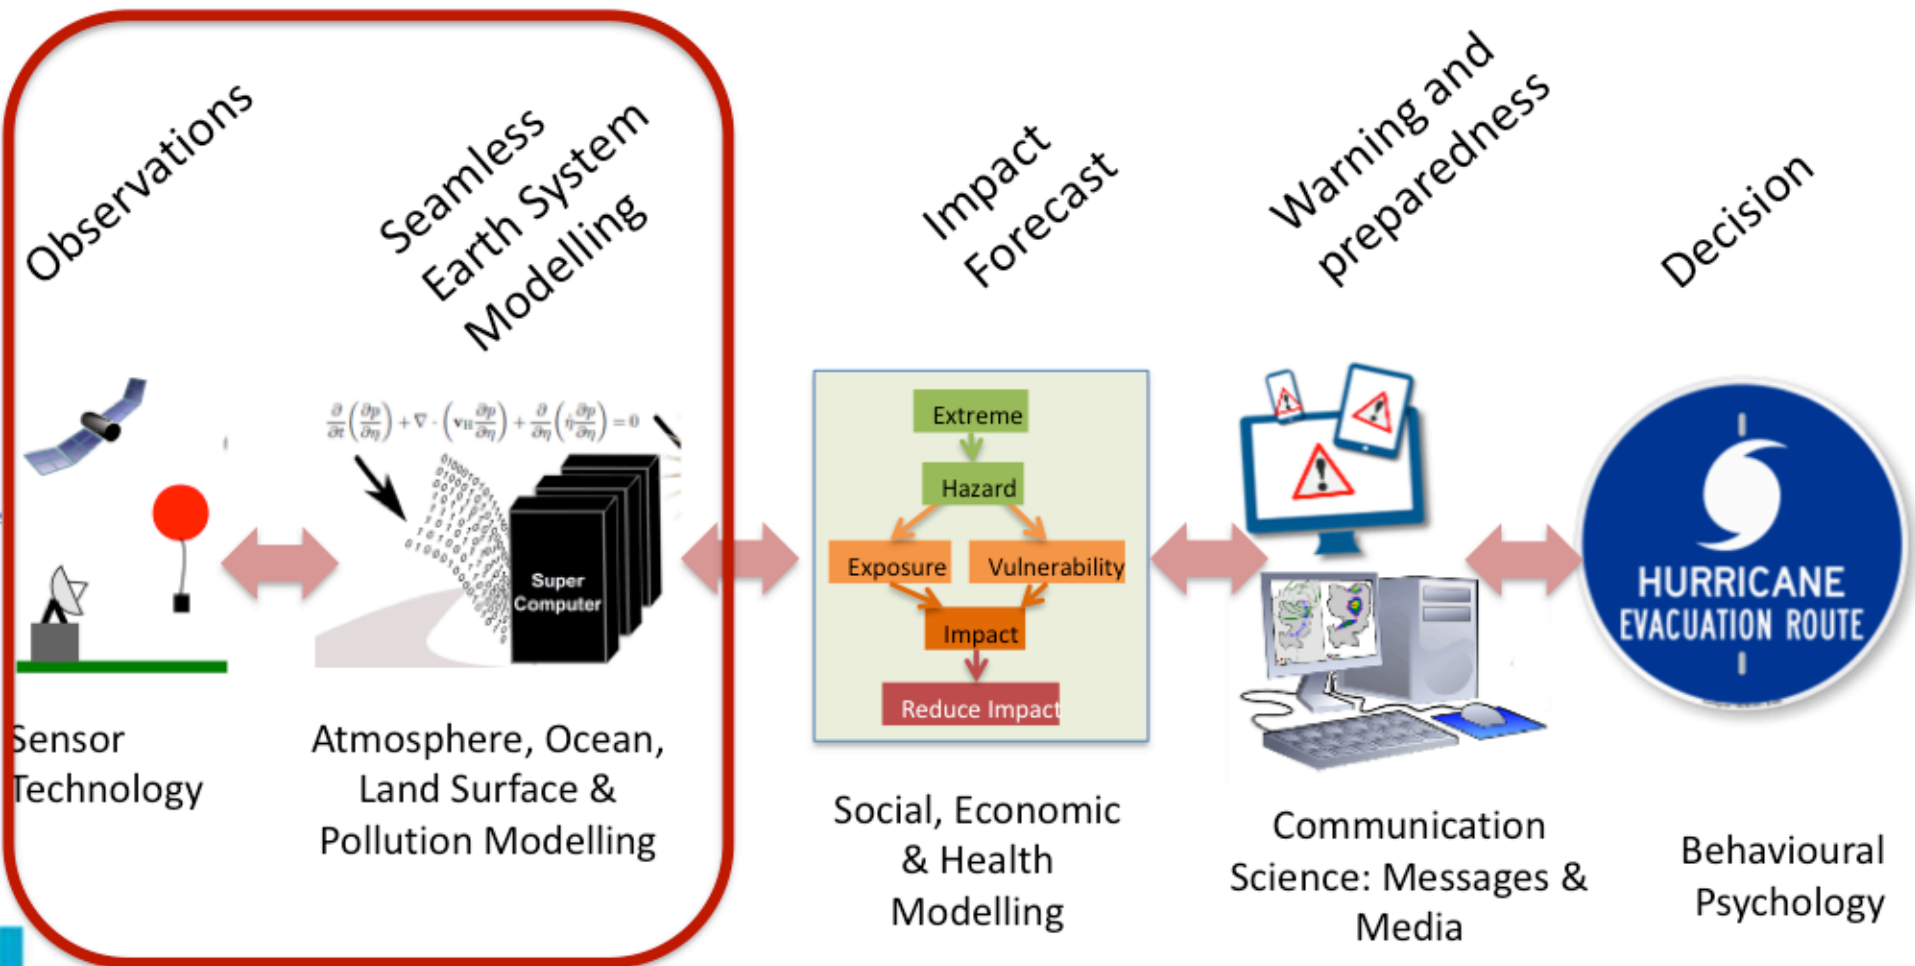 Observations
Seamless
Earth System
Modelling
Impact
Forecast
Warning and
preparedness
Decision
∂/∂t(∂p/∂η) + ∇ · (v_H ∂p/∂η) + ∂/∂η(η̇ ∂p/∂η) = 0
Super
Computer
Extreme
Hazard
Exposure
Vulnerability
Impact
Reduce Impact
HURRICANE
EVACUATION ROUTE
Sensor
Technology
Atmosphere, Ocean,
Land Surface &
Pollution Modelling
Social, Economic
& Health
Modelling
Communication
Science: Messages &
Media
Behavioural
Psychology